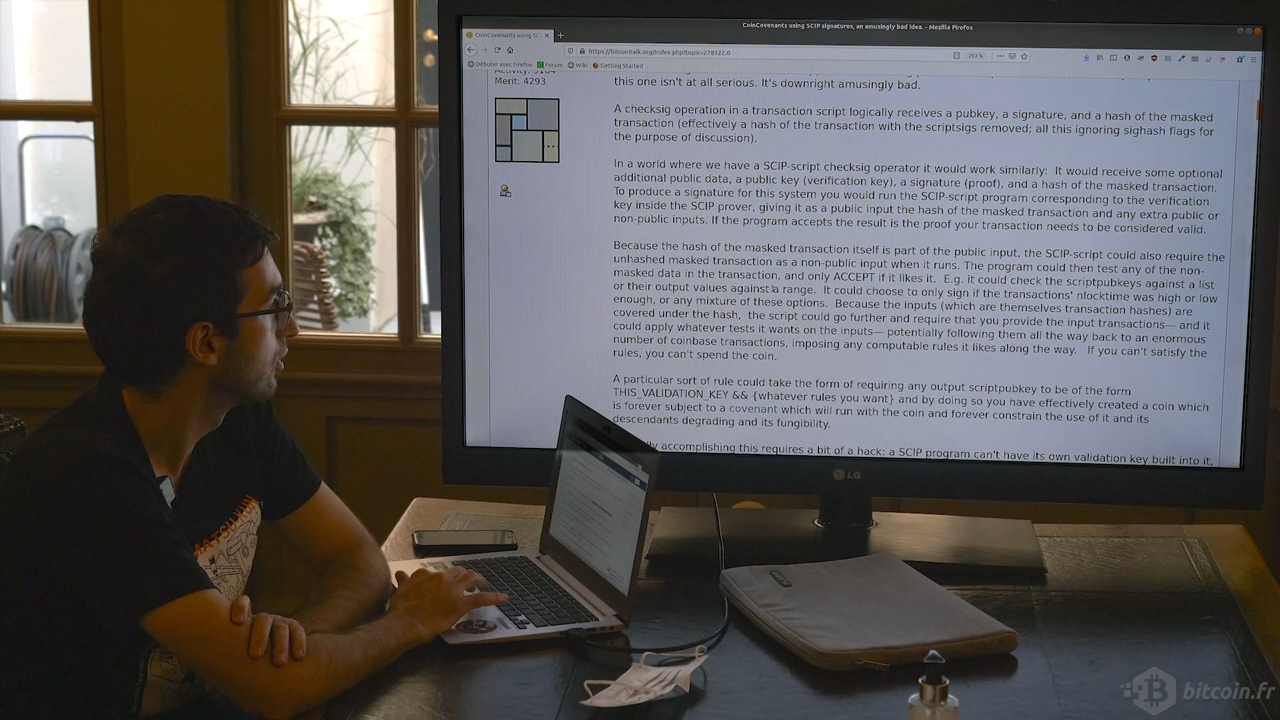 CoinCovenants using SCIP signatures, an amusingly bad idea. - Mozilla Firefox
CoinCovenants using SC
https://bitcointalk.org/index.php?topic=278122.0
Débuter avec Firefox Forum Wiki Getting Started
Merit: 4293
this one isn't at all serious. It's downright amusingly bad.
A checksig operation in a transaction script logically receives a pubkey, a signature, and a hash of the masked
transaction (effectively a hash of the transaction with the scriptsigs removed; all this ignoring sighash flags for
the purpose of discussion).
In a world where we have a SCIP-script checksig operator it would work similarly: It would receive some optional
additional public data, a public key (verification key), a signature (proof), and a hash of the masked transaction.
To produce a signature for this system you would run the SCIP-script program corresponding to the verification
key inside the SCIP prover, giving it as a public input the hash of the masked transaction and any extra public or
non-public inputs. If the program accepts the result is the proof your transaction needs to be considered valid.
Because the hash of the masked transaction itself is part of the public input, the SCIP-script could also require the
unhashed masked transaction as a non-public input when it runs. The program could then test any of the non-
masked data in the transaction, and only ACCEPT if it likes it. E.g. it could check the scriptpubkeys against a list
or their output values against a range. It could choose to only sign if the transactions' nlocktime was high or low
enough, or any mixture of these options. Because the inputs (which are themselves transaction hashes) are
covered under the hash, the script could go further and require that you provide the input transactions— and it
could apply whatever tests it wants on the inputs— potentially following them all the way back to an enormous
number of coinbase transactions, imposing any computable rules it likes along the way. If you can't satisfy the
rules, you can't spend the coin.
A particular sort of rule could take the form of requiring any output scriptpubkey to be of the form
THIS_VALIDATION_KEY && {whatever rules you want} and by doing so you have effectively created a coin which
is forever subject to a covenant which will run with the coin and forever constrain the use of it and its
descendants degrading and its fungibility.
accomplishing this requires a bit of a hack: a SCIP program can't have its own validation key built into it,
LG
bitcoin.fr